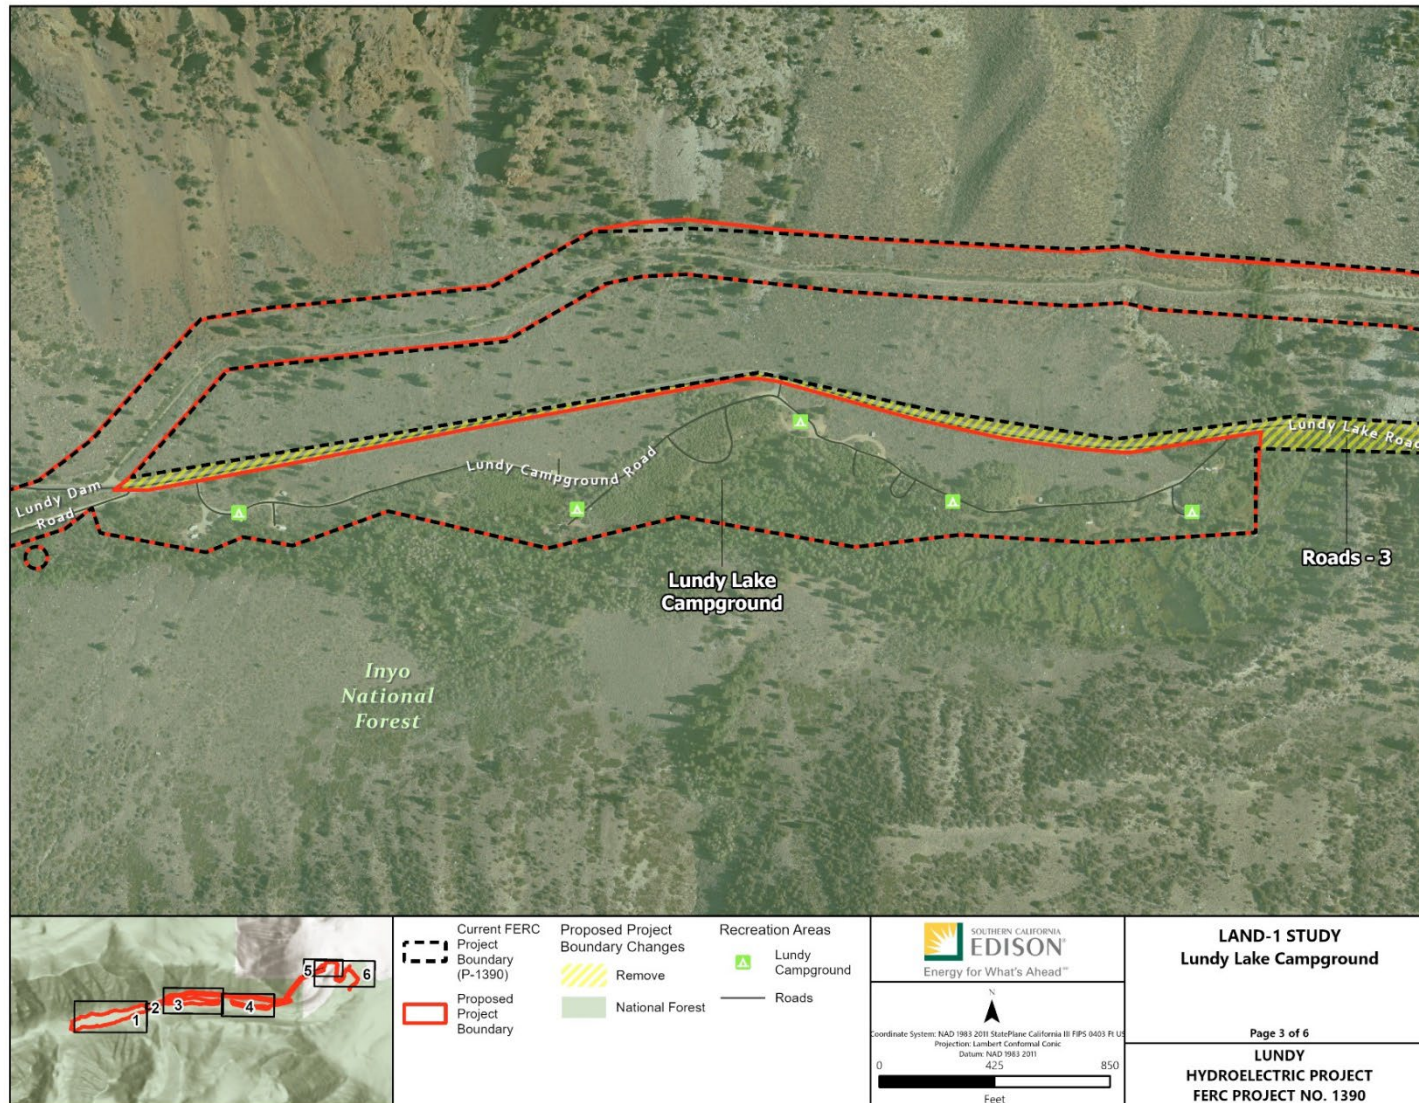 Lundy Lake Road
Lundy Dam
Road
Lundy Campground Road
Roads - 3
Lundy Lake
Campground
Inyo
National
Forest
1
2
3
4
5
6
Current FERC
Project
Boundary
(P-1390)
Proposed
Project
Boundary
Proposed Project
Boundary Changes
Remove
National Forest
Recreation Areas
Lundy
Campground
Roads
SOUTHERN CALIFORNIA
EDISON®
Energy for What's Ahead℠
N
Coordinate System: NAD 1983 2011 StatePlane California III FIPS 0403 Ft US
Projection: Lambert Conformal Conic
Datum: NAD 1983 2011
0 425 850
Feet
LAND-1 STUDY
Lundy Lake Campground
Page 3 of 6
LUNDY
HYDROELECTRIC PROJECT
FERC PROJECT NO. 1390